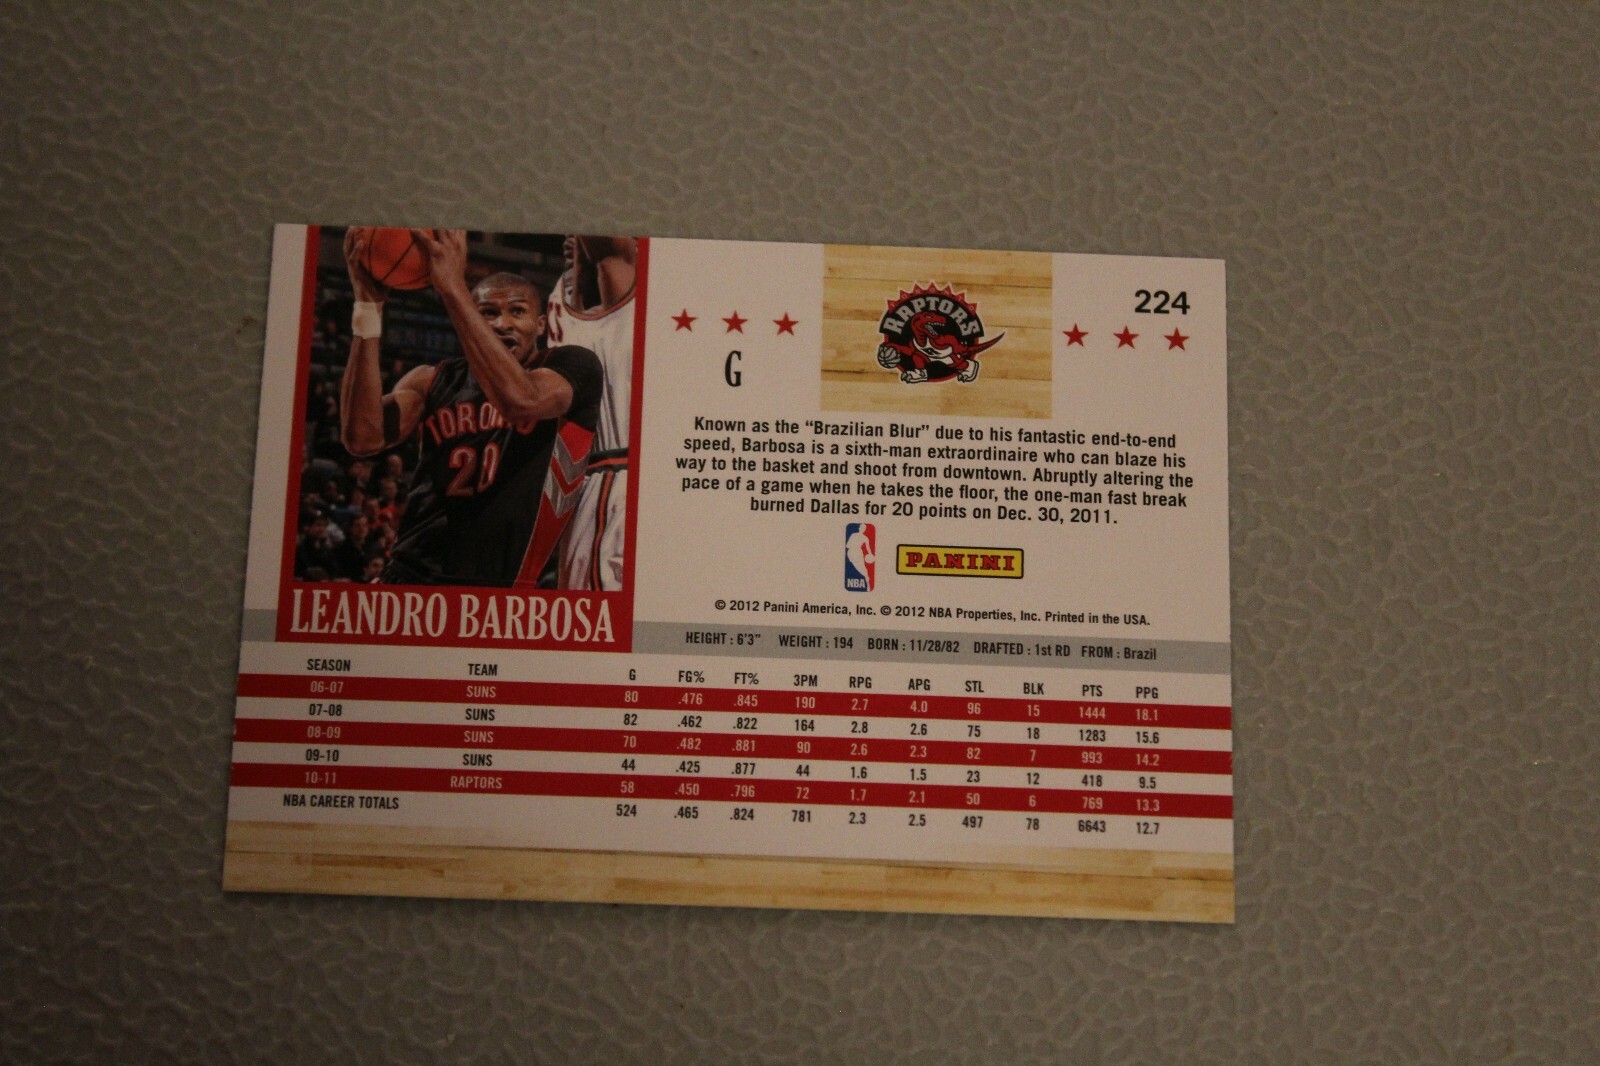 224
RAPTORS
G
TORONTO
20
Known as the "Brazilian Blur" due to his fantastic end-to-end
speed, Barbosa is a sixth-man extraordinaire who can blaze his
way to the basket and shoot from downtown. Abruptly altering the
pace of a game when he takes the floor, the one-man fast break
burned Dallas for 20 points on Dec. 30, 2011.
NBA
PANINI
LEANDRO BARBOSA
© 2012 Panini America, Inc. © 2012 NBA Properties, Inc. Printed in the USA.
HEIGHT : 6'3" WEIGHT : 194 BORN : 11/28/82 DRAFTED : 1st RD FROM : Brazil
SEASON TEAM G FG% FT% 3PM RPG APG STL BLK PTS PPG
06-07 SUNS 80 .476 .845 190 2.7 4.0 96 15 1444 18.1
07-08 SUNS 82 .462 .822 164 2.8 2.6 75 18 1283 15.6
08-09 SUNS 70 .482 .881 90 2.6 2.3 82 7 993 14.2
09-10 SUNS 44 .425 .877 44 1.6 1.5 23 12 418 9.5
10-11 RAPTORS 58 .450 .796 72 1.7 2.1 50 6 769 13.3
NBA CAREER TOTALS 524 .465 .824 781 2.3 2.5 497 78 6643 12.7